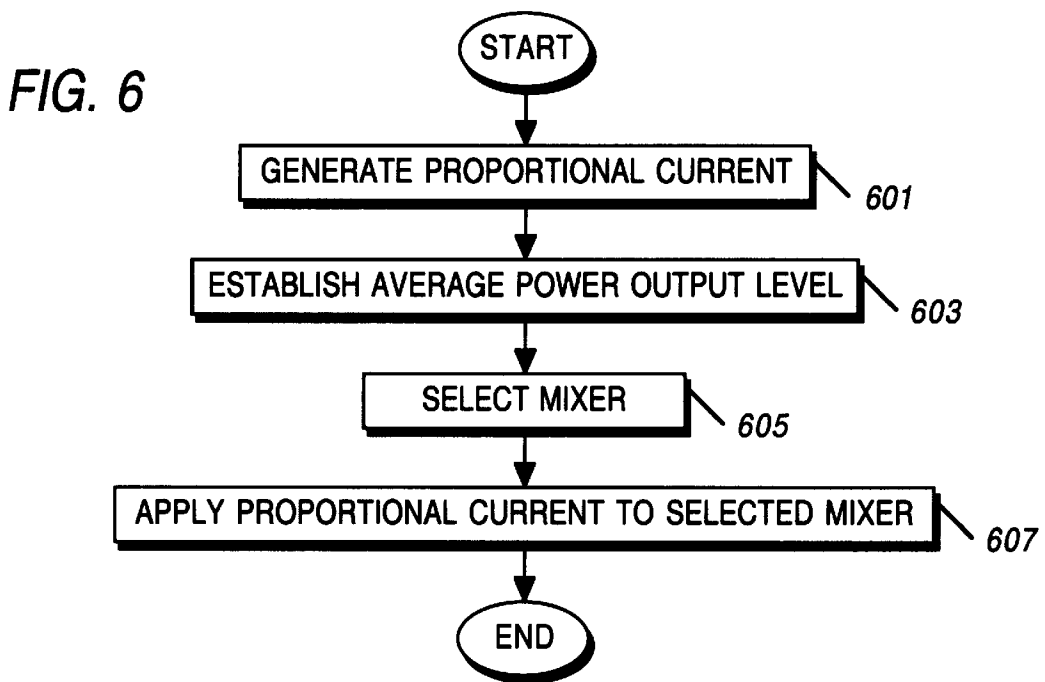 FIG. 6
START
GENERATE PROPORTIONAL CURRENT
601
ESTABLISH AVERAGE POWER OUTPUT LEVEL
603
SELECT MIXER
605
APPLY PROPORTIONAL CURRENT TO SELECTED MIXER
607
END